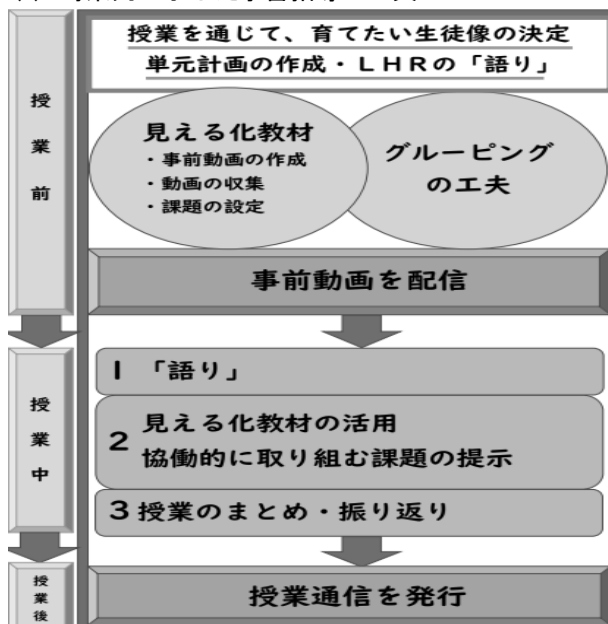 授業を通じて、育てたい生徒像の決定
単元計画の作成・LHRの「語り」
授業前
見える化教材
・事前動画の作成
・動画の収集
・課題の設定
グルーピング
の工夫
事前動画を配信
授業中
1 「語り」
2 見える化教材の活用
協働的に取り組む課題の提示
3 授業のまとめ・振り返り
授業後
授業通信を発行